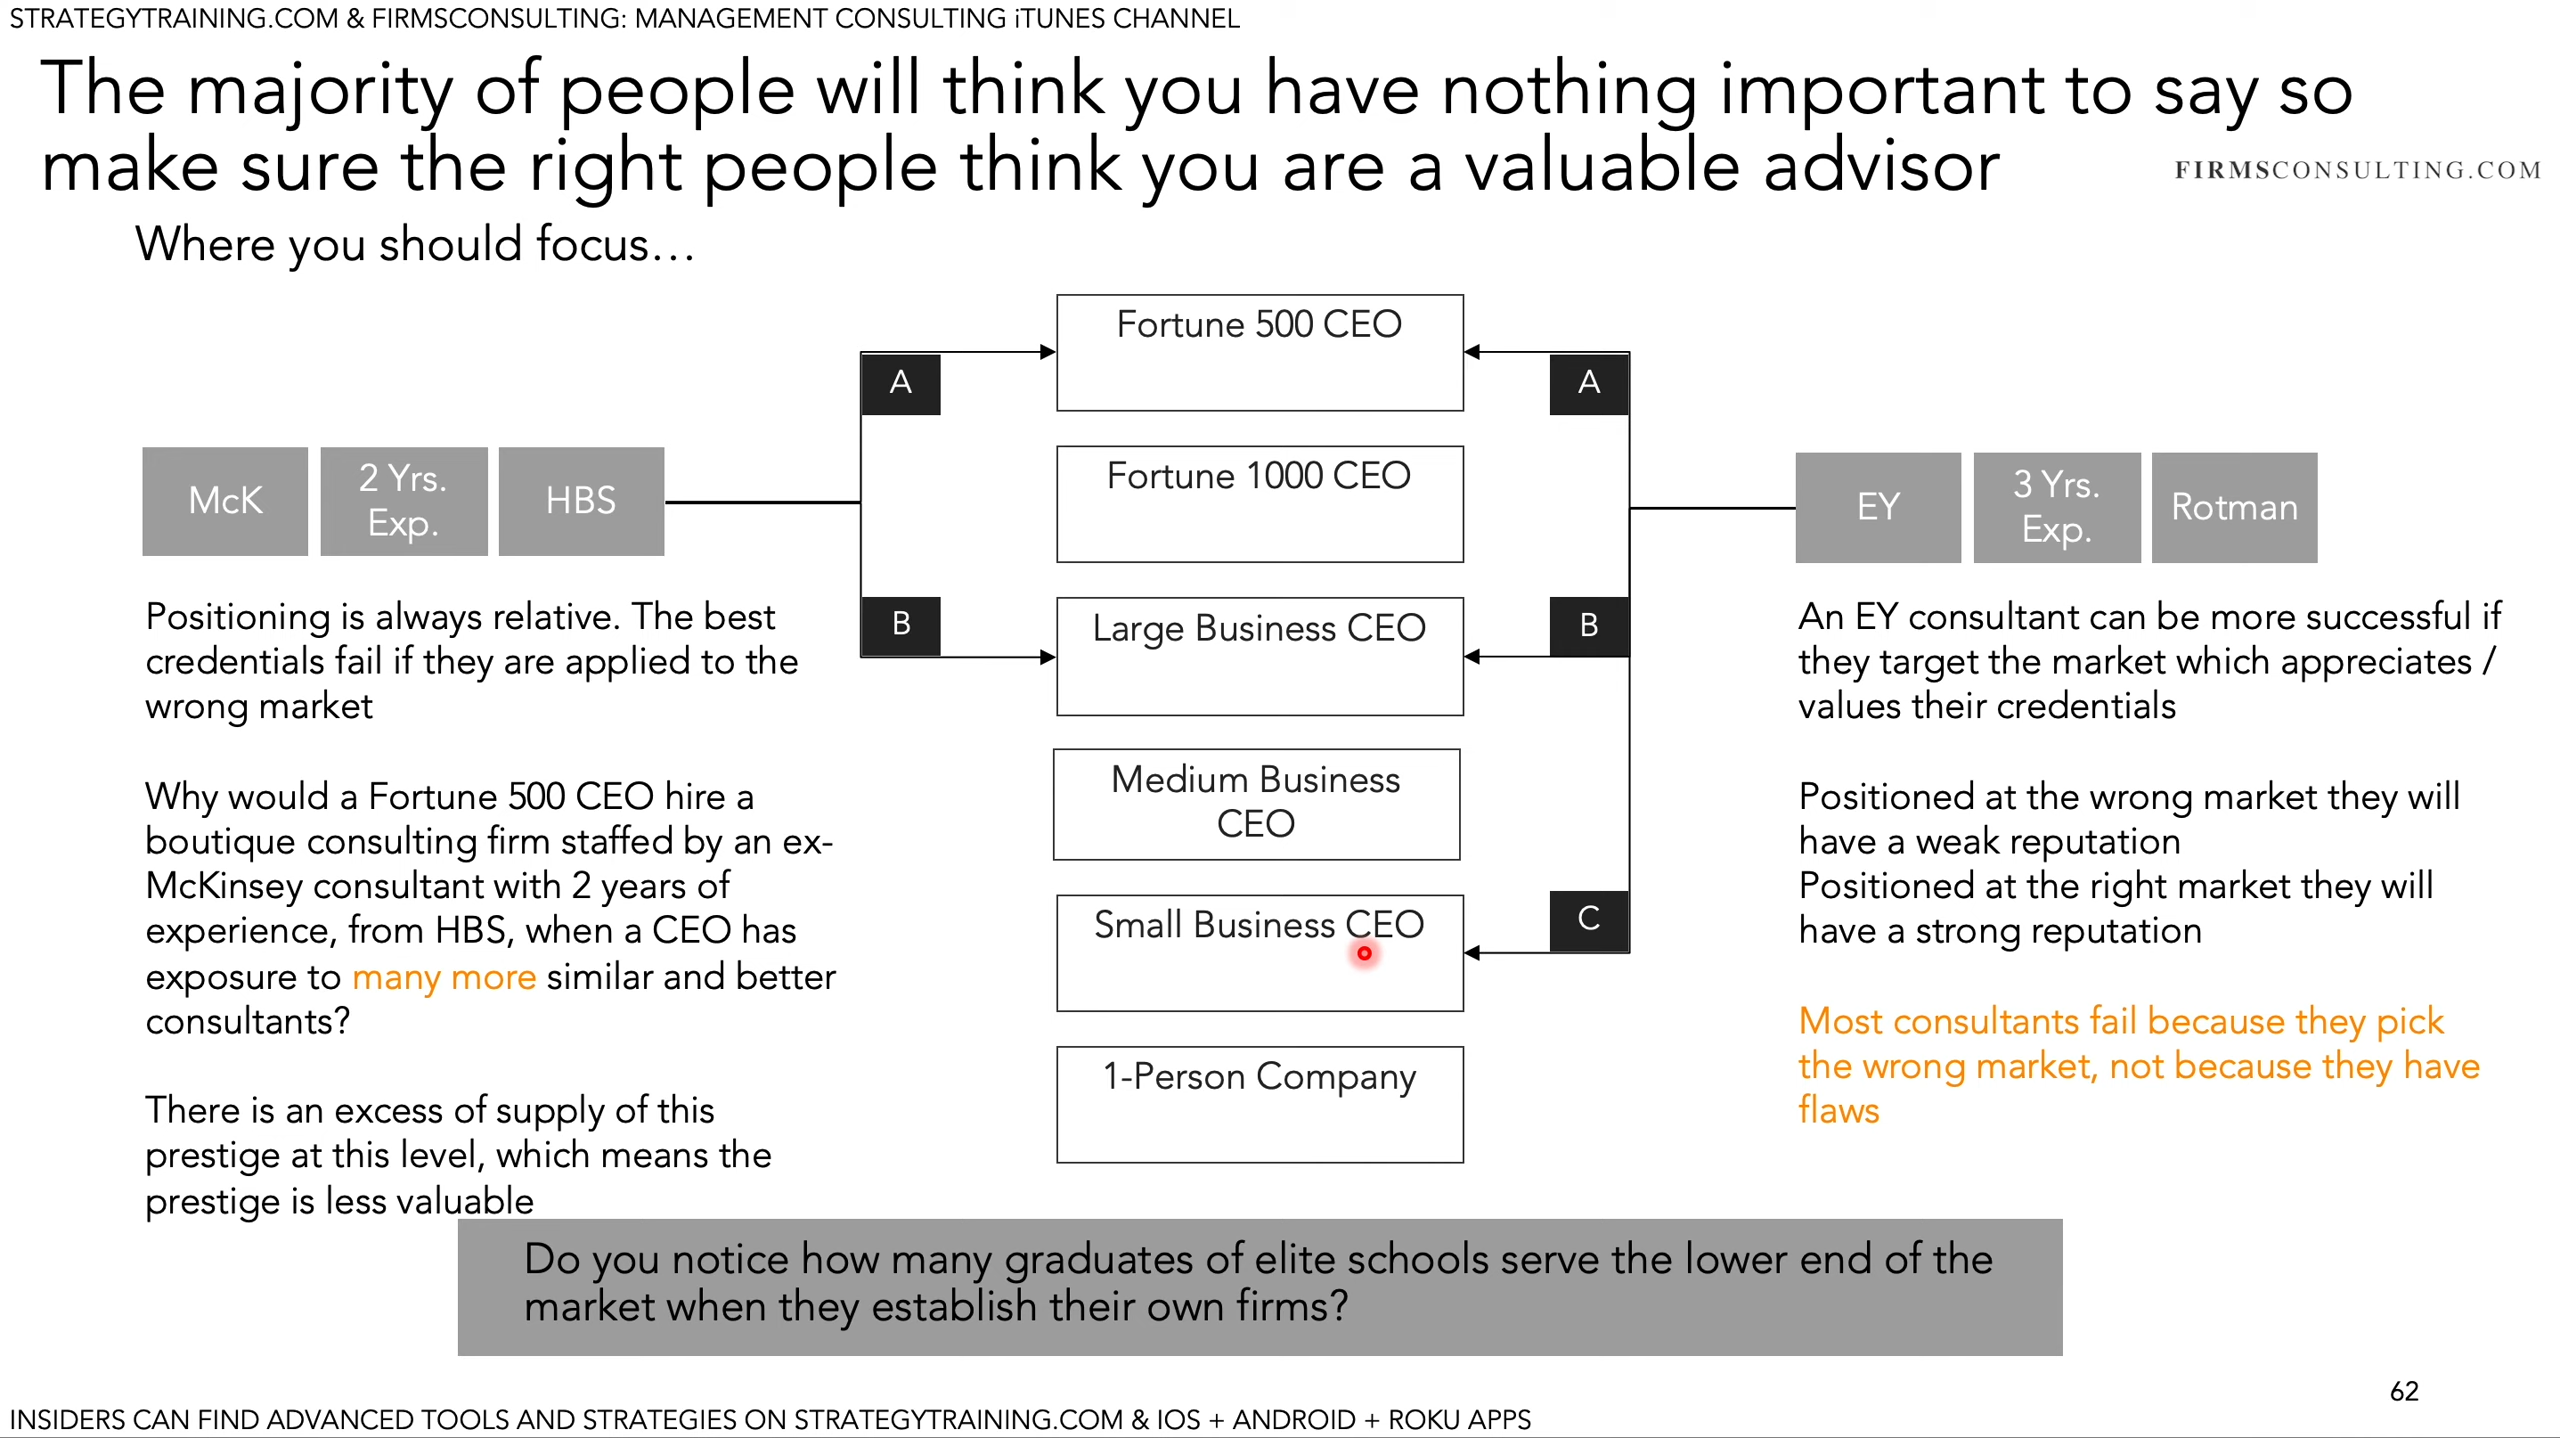 STRATEGYTRAINING.COM & FIRMSCONSULTING: MANAGEMENT CONSULTING iTUNES CHANNEL
The majority of people will think you have nothing important to say so
make sure the right people think you are a valuable advisor
FIRMSCONSULTING.COM
Where you should focus...
Fortune 500 CEO
A
A
Fortune 1000 CEO
McK
2 Yrs.
Exp.
HBS
EY
3 Yrs.
Exp.
Rotman
B
Large Business CEO
B
Medium Business
CEO
Small Business CEO
C
1-Person Company
Positioning is always relative. The best
credentials fail if they are applied to the
wrong market
Why would a Fortune 500 CEO hire a
boutique consulting firm staffed by an ex-
McKinsey consultant with 2 years of
experience, from HBS, when a CEO has
exposure to many more similar and better
consultants?
There is an excess of supply of this
prestige at this level, which means the
prestige is less valuable
An EY consultant can be more successful if
they target the market which appreciates /
values their credentials
Positioned at the wrong market they will
have a weak reputation
Positioned at the right market they will
have a strong reputation
Most consultants fail because they pick
the wrong market, not because they have
flaws
Do you notice how many graduates of elite schools serve the lower end of the
market when they establish their own firms?
62
INSIDERS CAN FIND ADVANCED TOOLS AND STRATEGIES ON STRATEGYTRAINING.COM & IOS + ANDROID + ROKU APPS